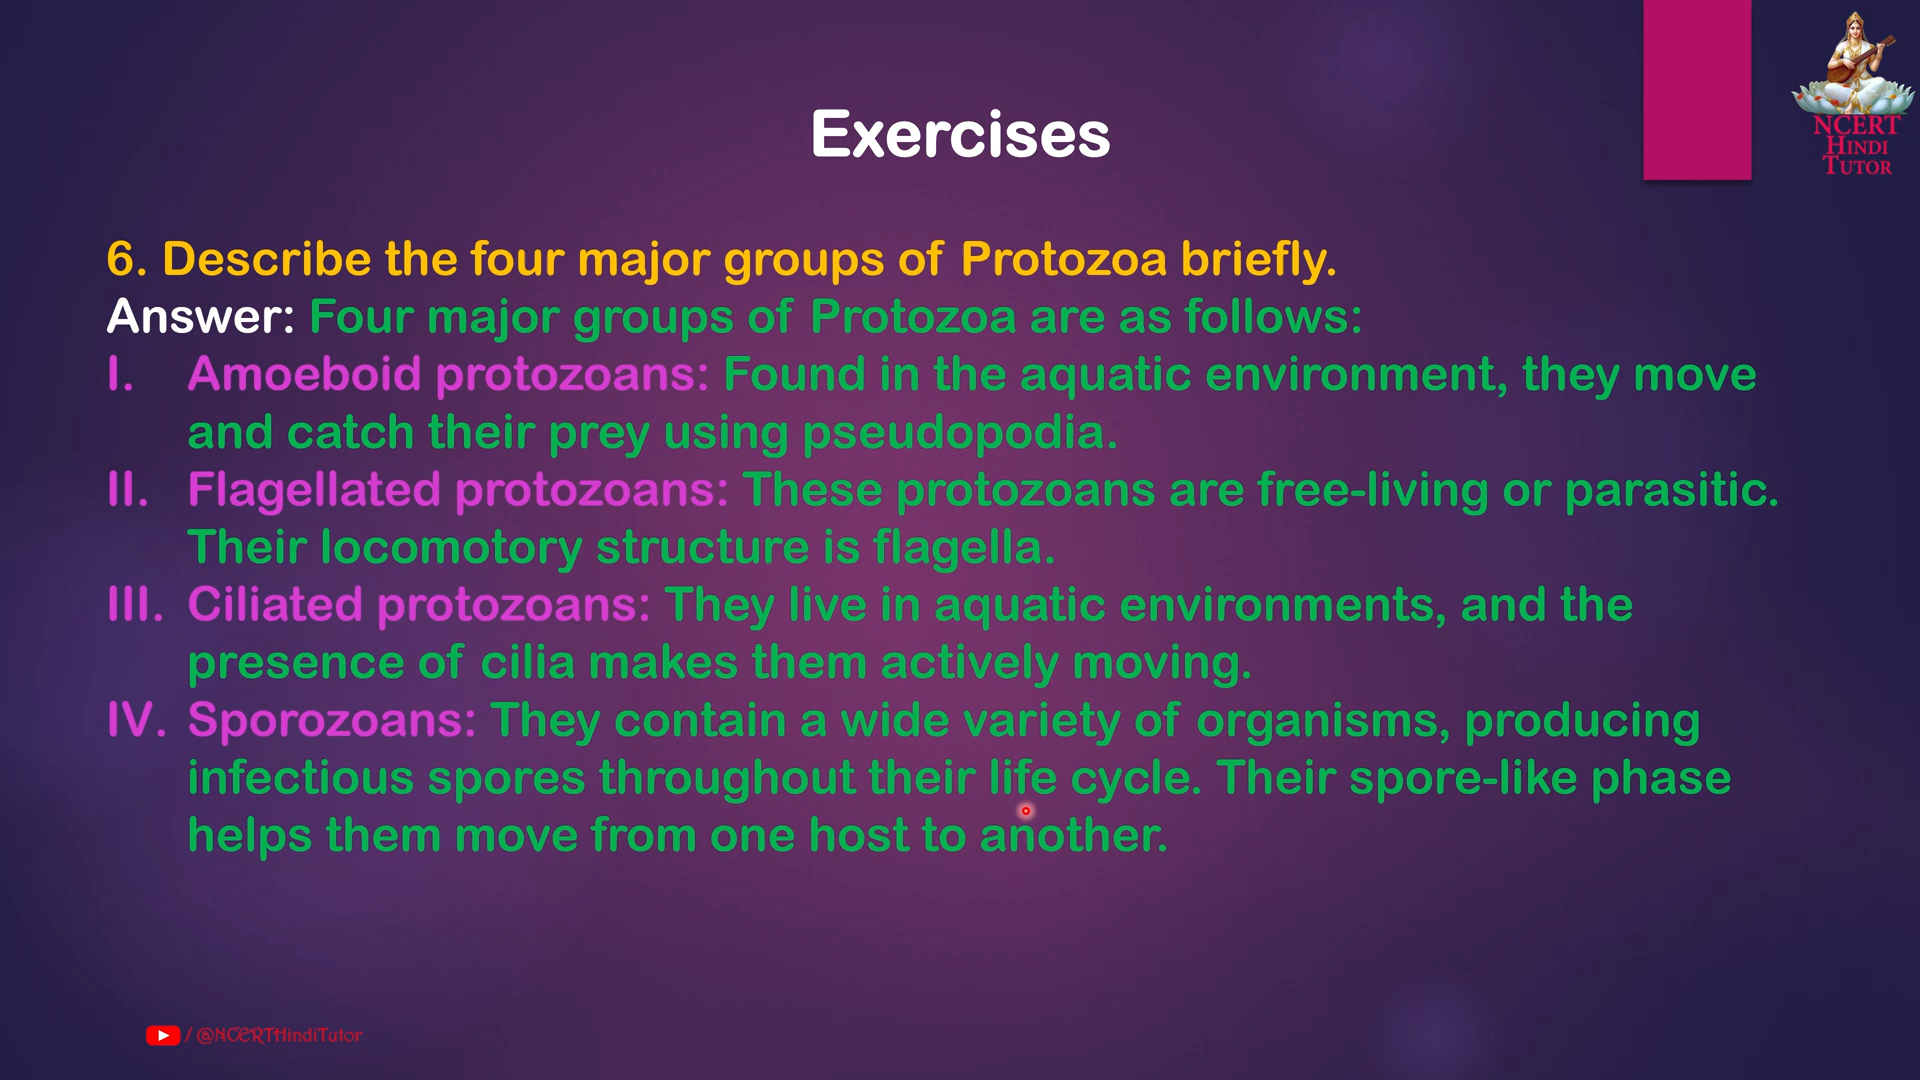 Exercises
NCERT
HINDI
TUTOR
6. Describe the four major groups of Protozoa briefly.
Answer: Four major groups of Protozoa are as follows:
I. Amoeboid protozoans: Found in the aquatic environment, they move
and catch their prey using pseudopodia.
II. Flagellated protozoans: These protozoans are free-living or parasitic.
Their locomotory structure is flagella.
III. Ciliated protozoans: They live in aquatic environments, and the
presence of cilia makes them actively moving.
IV. Sporozoans: They contain a wide variety of organisms, producing
infectious spores throughout their life cycle. Their spore-like phase
helps them move from one host to another.
/ @NCERTHindiTutor